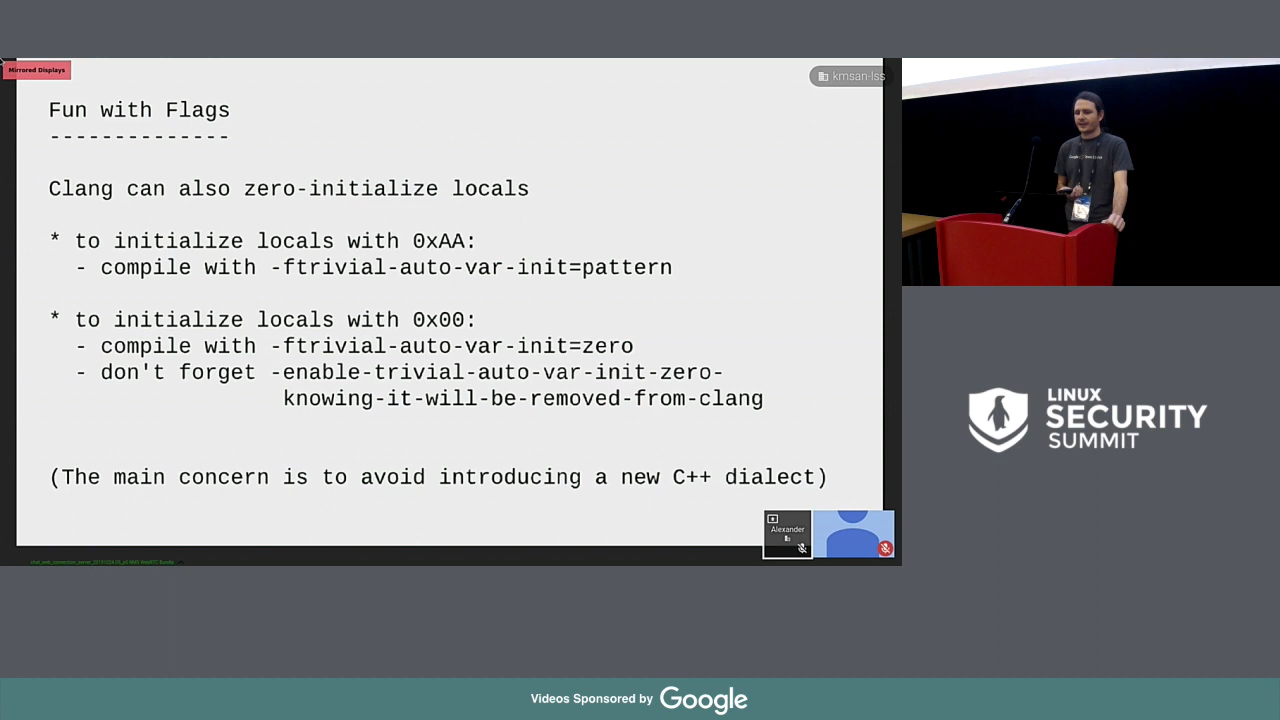 Mirrored Displays
kmsan-lss
Fun with Flags
--------------
Clang can also zero-initialize locals
* to initialize locals with 0xAA:
- compile with -ftrivial-auto-var-init=pattern
* to initialize locals with 0x00:
- compile with -ftrivial-auto-var-init=zero
- don't forget -enable-trivial-auto-var-init-zero-
knowing-it-will-be-removed-from-clang
(The main concern is to avoid introducing a new C++ dialect)
Alexander
LINUX
SECURITY
SUMMIT
Videos Sponsored by Google